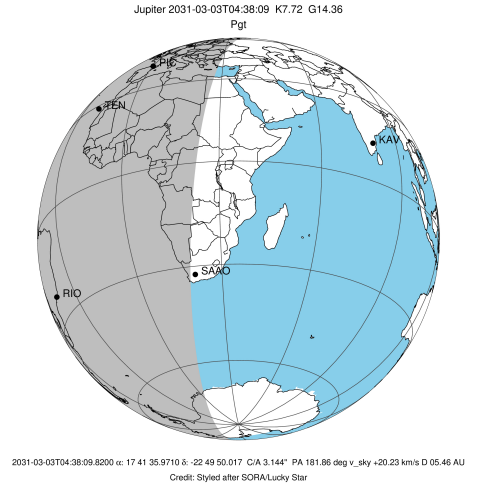 Jupiter 2031-03-03T04:38:09 K7.72 G14.36
Pgt
PIC
TEN
KAV
SAAO
RIO
2031-03-03T04:38:09.8200 α: 17 41 35.9710 δ: -22 49 50.017 C/A 3.144" PA 181.86 deg v_sky +20.23 km/s D 05.46 AU
Credit: Styled after SORA/Lucky Star